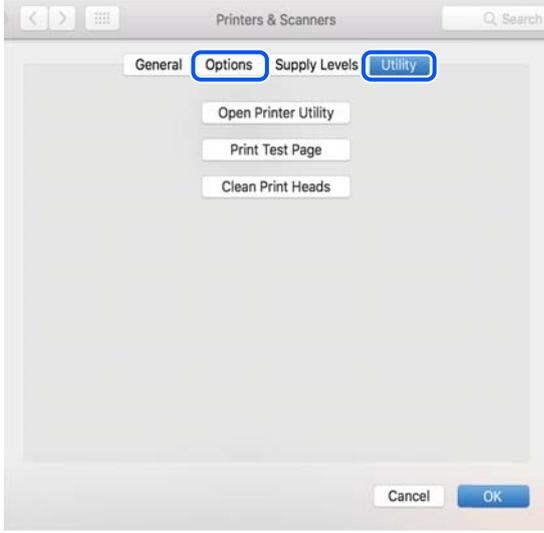 Printers & Scanners Search
General Options Supply Levels Utility
Open Printer Utility
Print Test Page
Clean Print Heads
Cancel OK